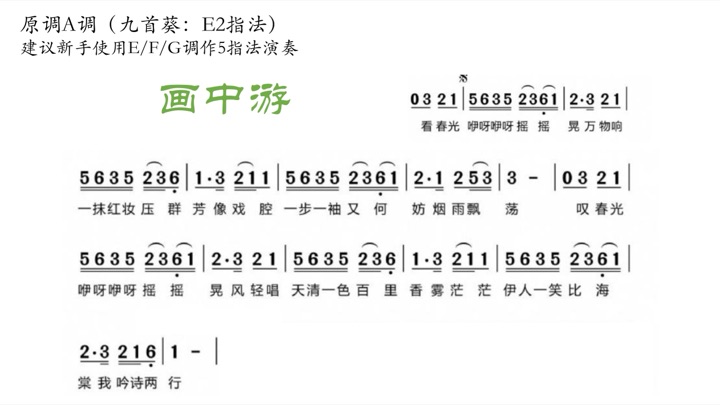 原调A调（九首葵：E2指法）
建议新手使用E/F/G调作5指法演奏
画中游
0 3 2 1 | 5 6 3 5 2 3 6 1 | 2 · 3 2 1 |
看春光 咿呀咿呀摇 摇 晃万物响
5 6 3 5 2 3 6 | 1 · 3 2 1 1 | 5 6 3 5 2 3 6 1 | 2 · 1 2 5 3 | 3 – | 0 3 2 1 |
一抹红妆压 群 芳像戏 腔 一步一袖又 何 妨烟雨飘 荡 叹春光
5 6 3 5 2 3 6 1 | 2 · 3 2 1 | 5 6 3 5 2 3 6 | 1 · 3 2 1 1 | 5 6 3 5 2 3 6 1 |
咿呀咿呀摇 摇 晃风轻唱 天清一色百 里 香雾茫 茫 伊人一笑比 海
2 · 3 2 1 6 | 1 – |
棠我吟诗两 行